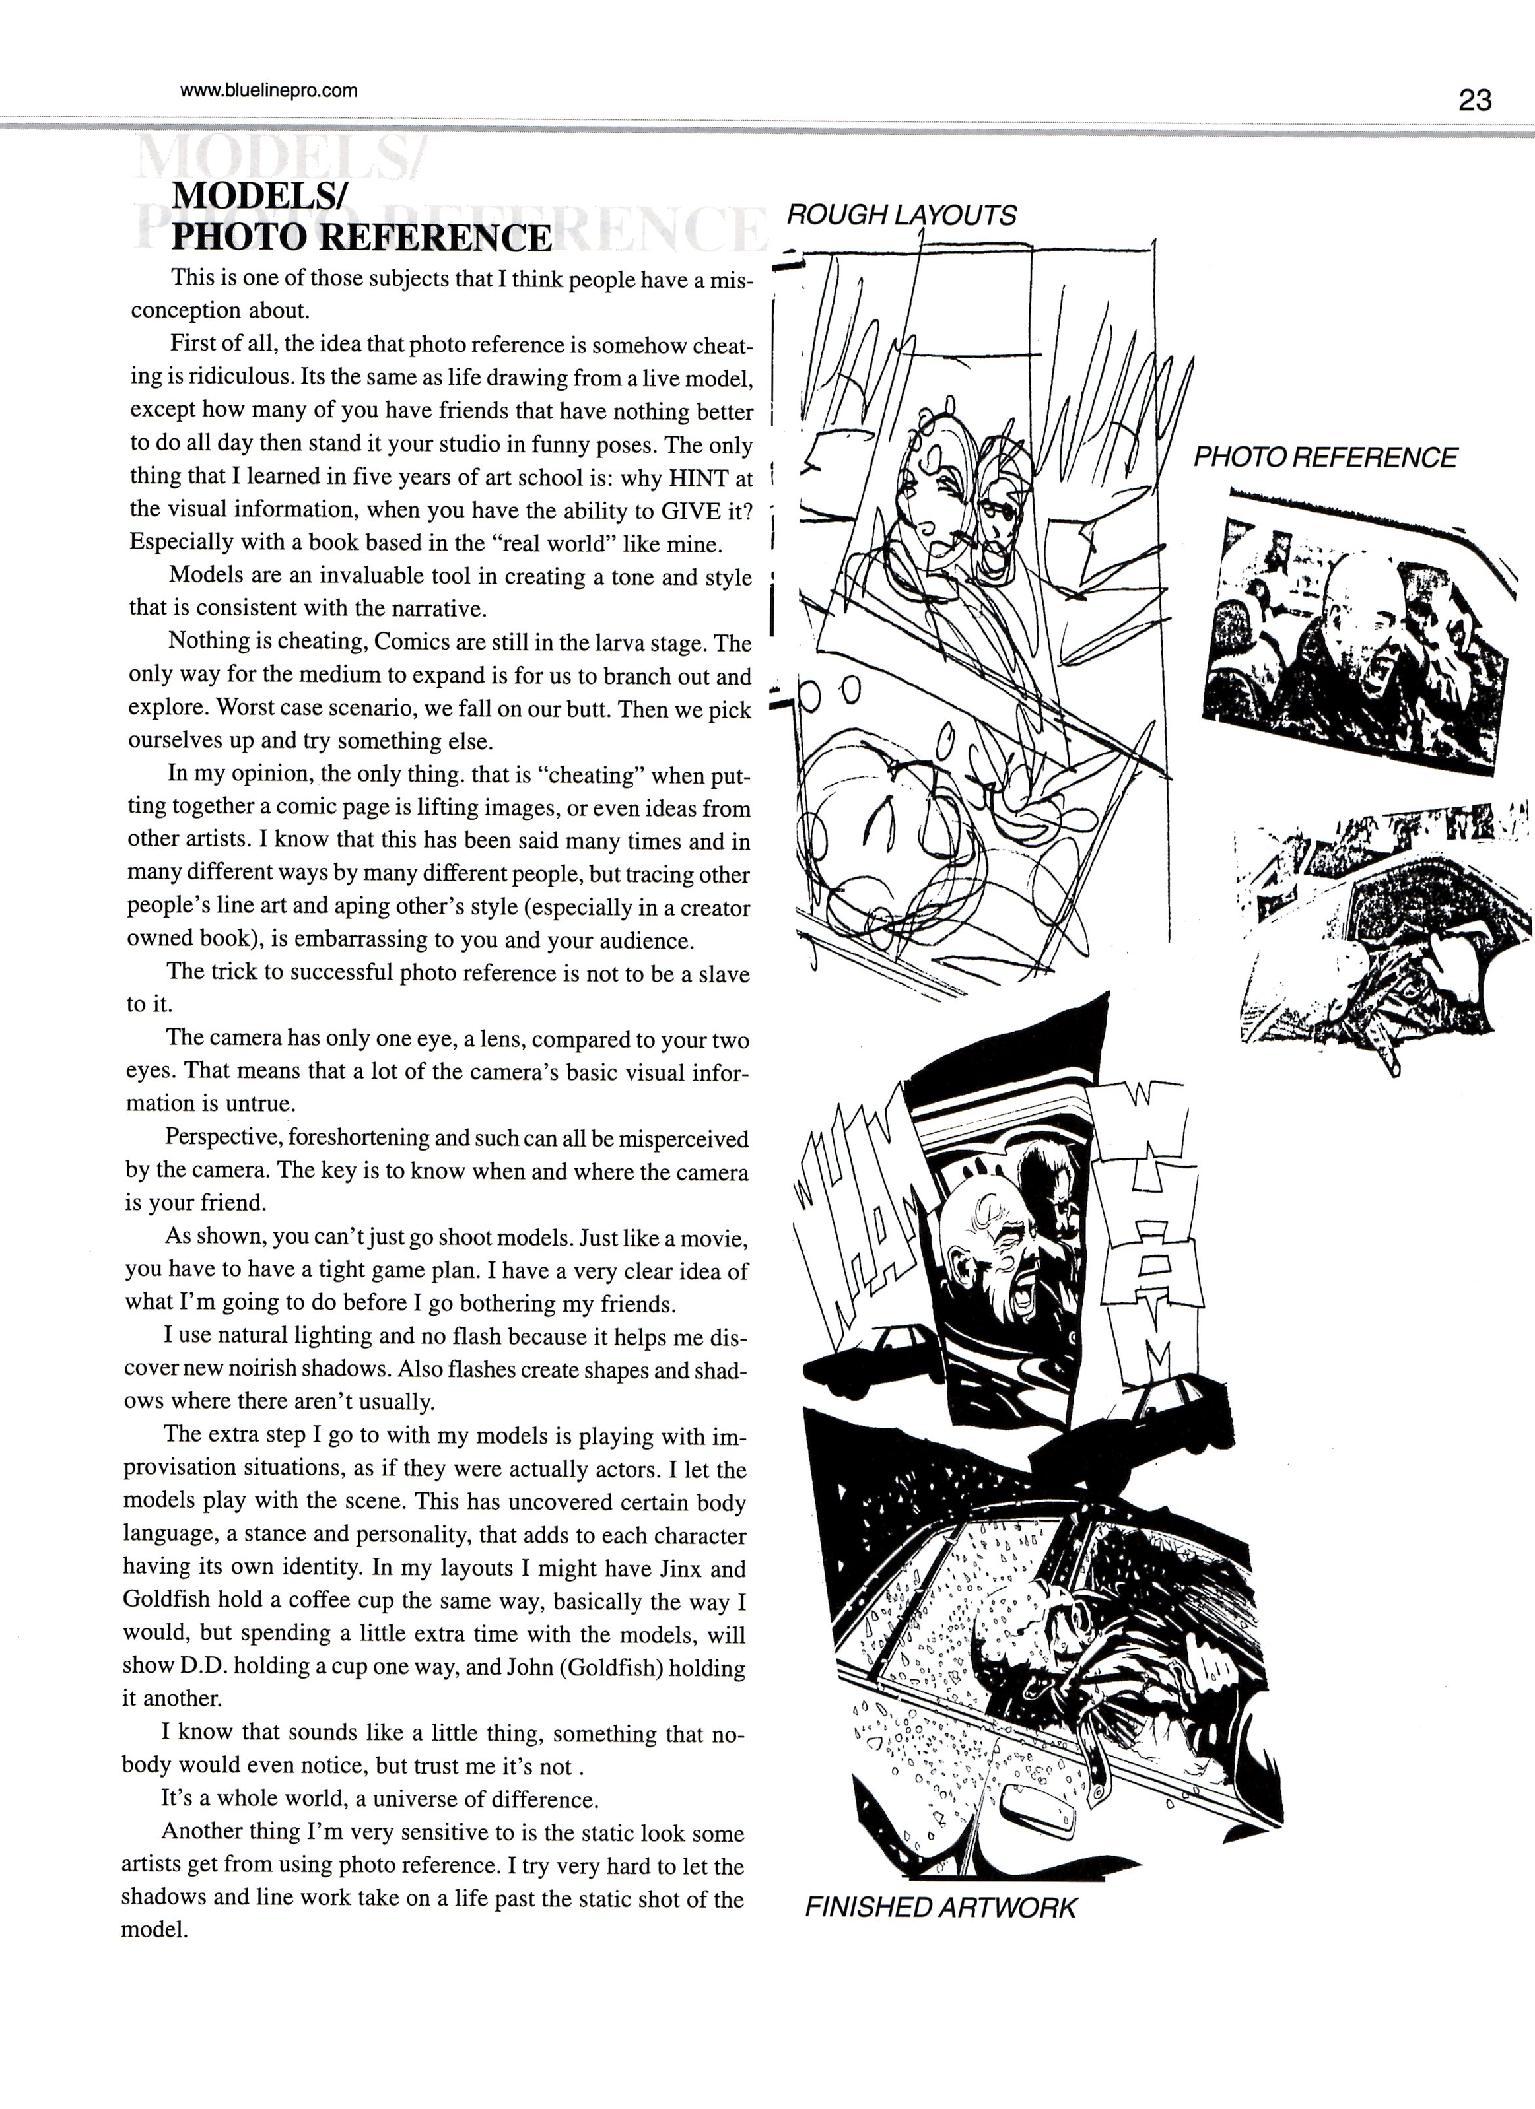 www.bluelinepro.com
23
MODELS/
PHOTO REFERENCE
MODELS/
PHOTO REFERENCE
This is one of those subjects that I think people have a mis-
conception about.
First of all, the idea that photo reference is somehow cheat-
ing is ridiculous. Its the same as life drawing from a live model,
except how many of you have friends that have nothing better
to do all day then stand it your studio in funny poses. The only
thing that I learned in five years of art school is: why HINT at
the visual information, when you have the ability to GIVE it?
Especially with a book based in the “real world” like mine.
Models are an invaluable tool in creating a tone and style
that is consistent with the narrative.
Nothing is cheating, Comics are still in the larva stage. The
only way for the medium to expand is for us to branch out and
explore. Worst case scenario, we fall on our butt. Then we pick
ourselves up and try something else.
In my opinion, the only thing. that is “cheating” when put-
ting together a comic page is lifting images, or even ideas from
other artists. I know that this has been said many times and in
many different ways by many different people, but tracing other
people’s line art and aping other’s style (especially in a creator
owned book), is embarrassing to you and your audience.
The trick to successful photo reference is not to be a slave
to it.
The camera has only one eye, a lens, compared to your two
eyes. That means that a lot of the camera’s basic visual infor-
mation is untrue.
Perspective, foreshortening and such can all be misperceived
by the camera. The key is to know when and where the camera
is your friend.
As shown, you can’t just go shoot models. Just like a movie,
you have to have a tight game plan. I have a very clear idea of
what I’m going to do before I go bothering my friends.
I use natural lighting and no flash because it helps me dis-
cover new noirish shadows. Also flashes create shapes and shad-
ows where there aren’t usually.
The extra step I go to with my models is playing with im-
provisation situations, as if they were actually actors. I let the
models play with the scene. This has uncovered certain body
language, a stance and personality, that adds to each character
having its own identity. In my layouts I might have Jinx and
Goldfish hold a coffee cup the same way, basically the way I
would, but spending a little extra time with the models, will
show D.D. holding a cup one way, and John (Goldfish) holding
it another.
I know that sounds like a little thing, something that no-
body would even notice, but trust me it’s not .
It’s a whole world, a universe of difference.
Another thing I’m very sensitive to is the static look some
artists get from using photo reference. I try very hard to let the
shadows and line work take on a life past the static shot of the
model.
ROUGH LAYOUTS
PHOTO REFERENCE
WHAM
WHAM
FINISHED ARTWORK